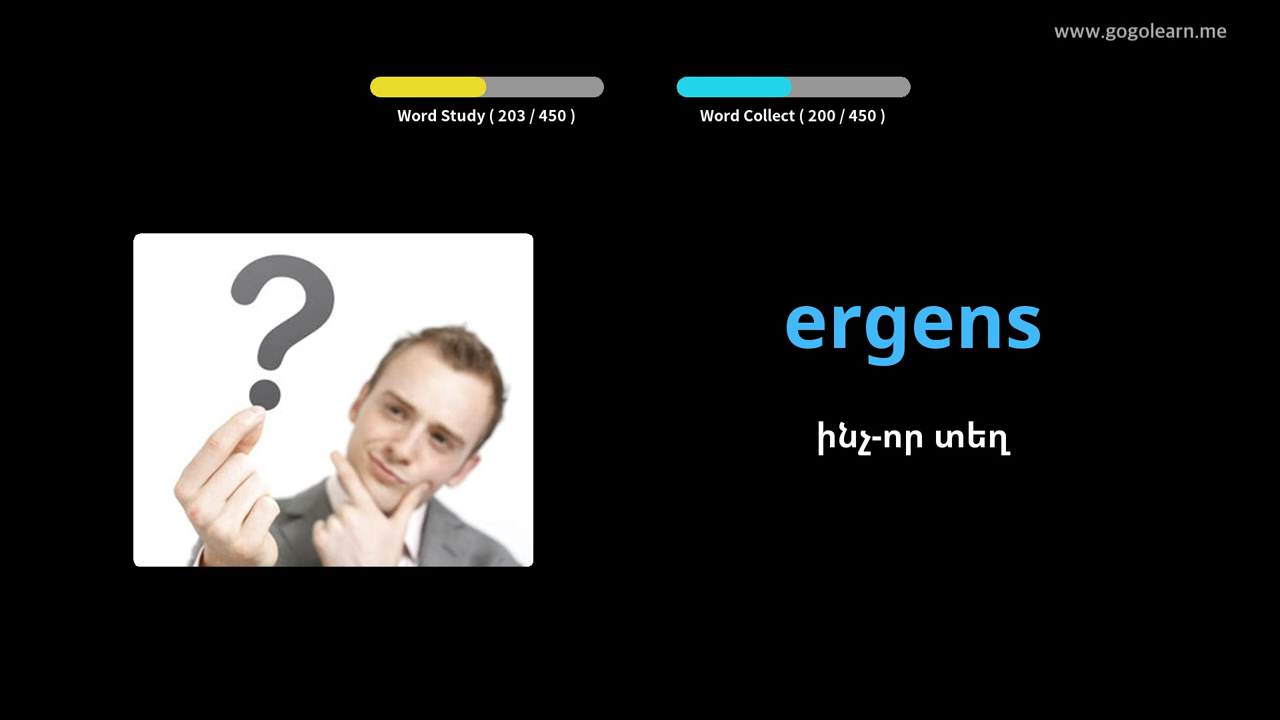 www.gogolearn.me
Word Study ( 203 / 450 )
Word Collect ( 200 / 450 )
?
ergens
ինչ-որ տեղ